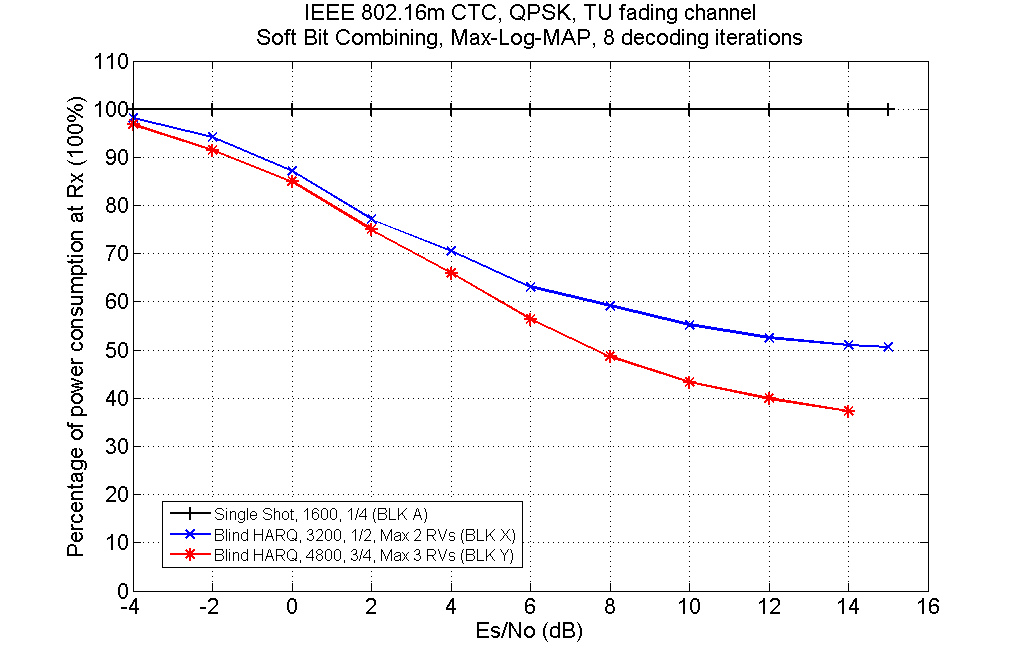 IEEE 802.16m CTC, QPSK, TU fading channel
Soft Bit Combining, Max-Log-MAP, 8 decoding iterations
Percentage of power consumption at Rx (100%)
110
100
90
80
70
60
50
40
30
20
10
0
Single Shot, 1600, 1/4 (BLK A)
Blind HARQ, 3200, 1/2, Max 2 RVs (BLK X)
Blind HARQ, 4800, 3/4, Max 3 RVs (BLK Y)
-4 -2 0 2 4 6 8 10 12 14 16
Es/No (dB)